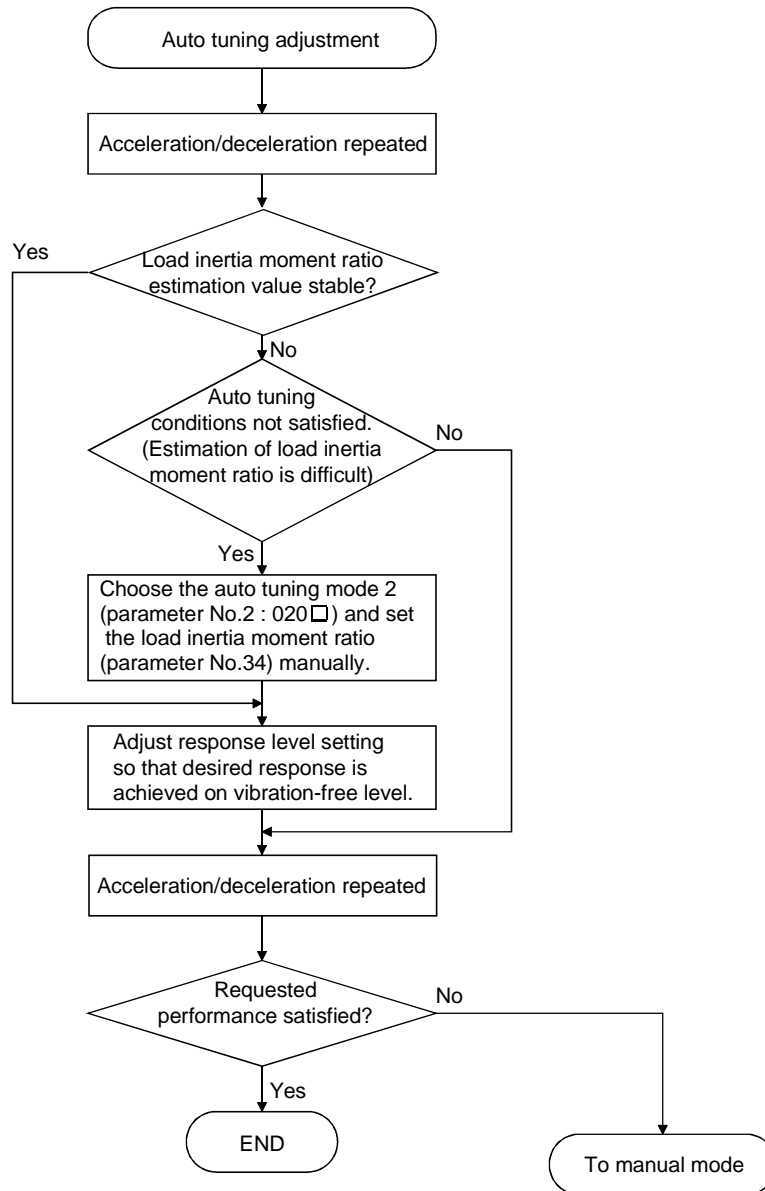 Auto tuning adjustment
Acceleration/deceleration repeated
Yes
Load inertia moment ratio
estimation value stable?
No
Auto tuning
conditions not satisfied.
(Estimation of load inertia
moment ratio is difficult)
No
Yes
Choose the auto tuning mode 2
(parameter No.2 : 020□) and set
the load inertia moment ratio
(parameter No.34) manually.
Adjust response level setting
so that desired response is
achieved on vibration-free level.
Acceleration/deceleration repeated
Requested
performance satisfied?
No
Yes
END
To manual mode